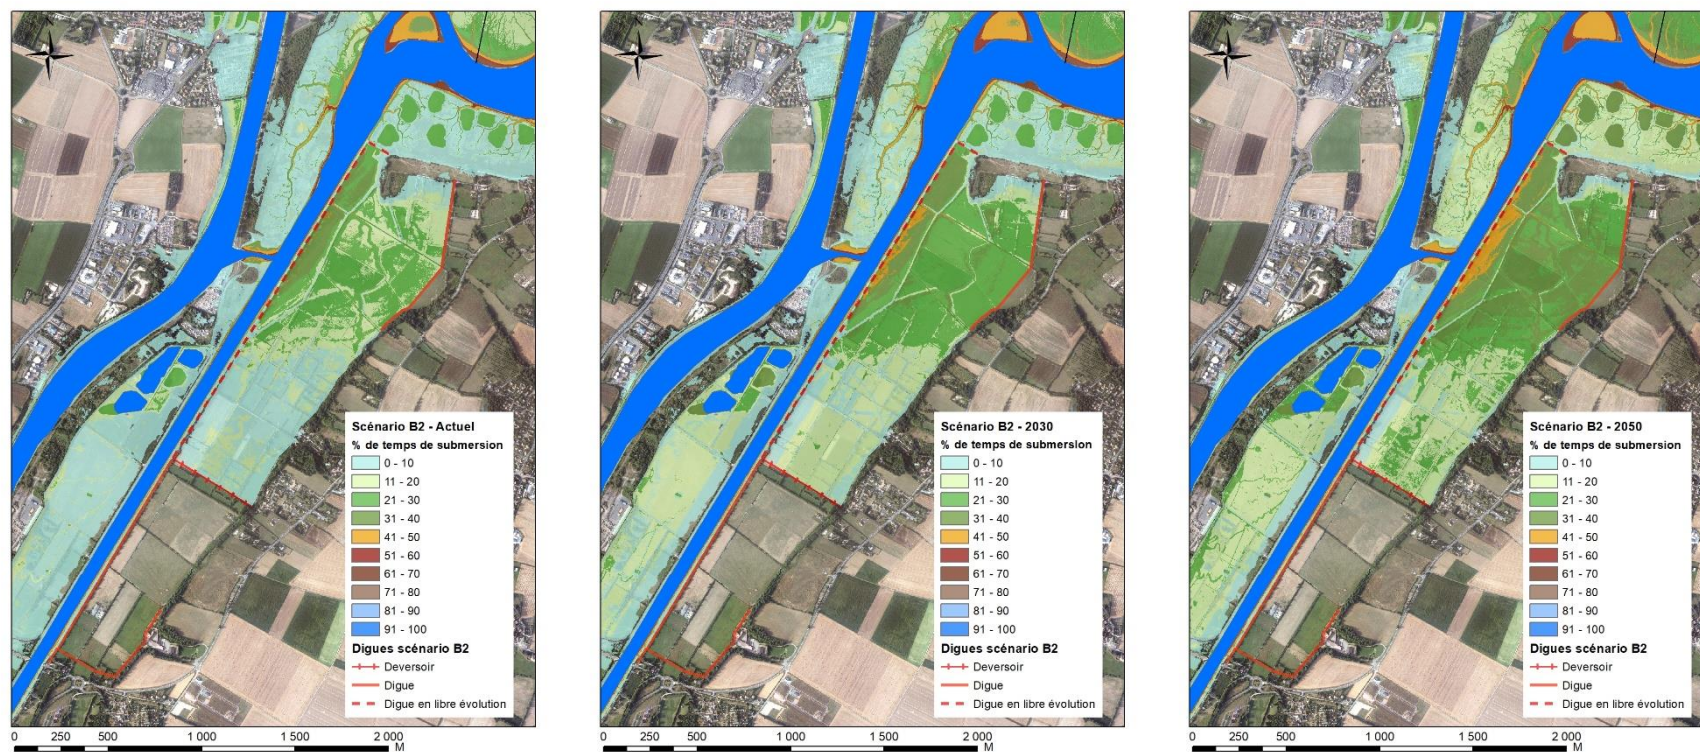 Scénario B2 - Actuel
% de temps de submersion
0 - 10
11 - 20
21 - 30
31 - 40
41 - 50
51 - 60
61 - 70
71 - 80
81 - 90
91 - 100
Digues scénario B2
Deversoir
Digue
Digue en libre évolution
0 250 500 1 000 1 500 2 000
M
Scénario B2 - 2030
% de temps de submersion
0 - 10
11 - 20
21 - 30
31 - 40
41 - 50
51 - 60
61 - 70
71 - 80
81 - 90
91 - 100
Digues scénario B2
Deversoir
Digue
Digue en libre évolution
0 250 500 1 000 1 500 2 000
M
Scénario B2 - 2050
% de temps de submersion
0 - 10
11 - 20
21 - 30
31 - 40
41 - 50
51 - 60
61 - 70
71 - 80
81 - 90
91 - 100
Digues scénario B2
Deversoir
Digue
Digue en libre évolution
0 250 500 1 000 1 500 2 000
M